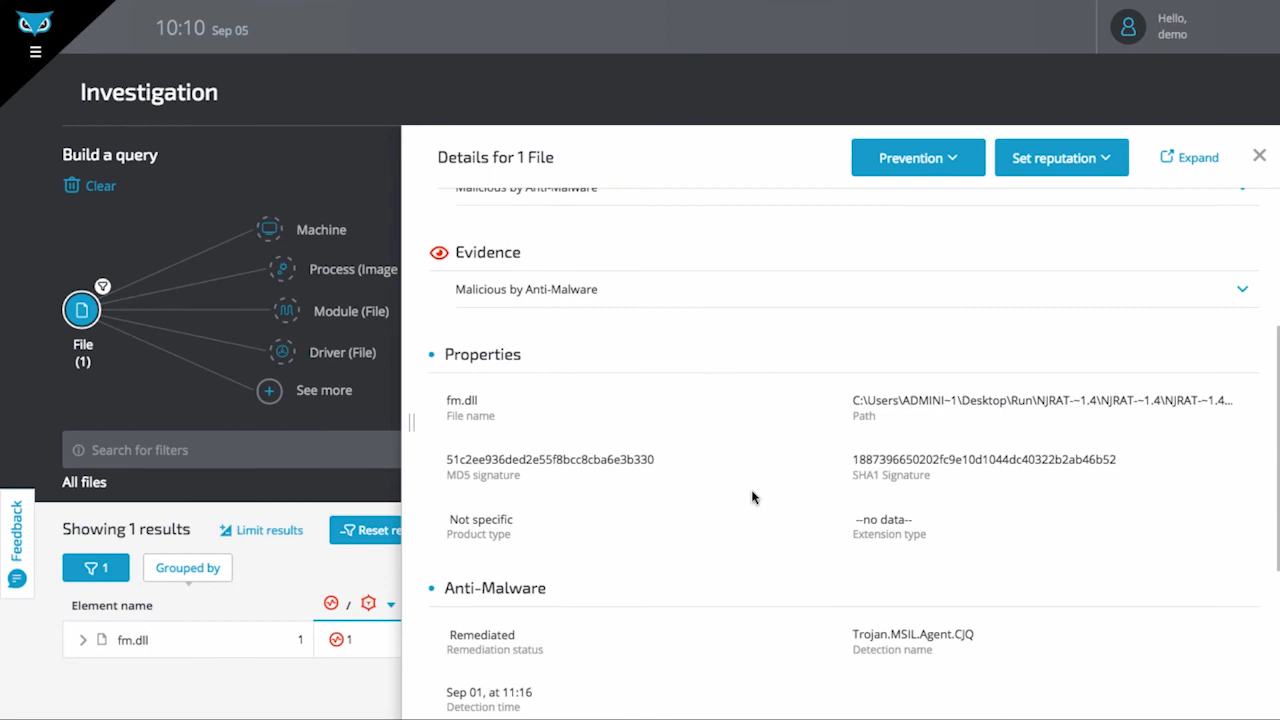 10:10 Sep 05
Hello,
demo
Investigation
Build a query
Clear
Machine
Process (Image
Module (File)
Driver (File)
See more
File
(1)
Search for filters
All files
Feedback
Showing 1 results
Limit results
Reset re
1
Grouped by
Element name
/
fm.dll
1
1
Details for 1 File
Prevention
Set reputation
Expand
Malicious by Anti-Malware
Evidence
Malicious by Anti-Malware
Properties
fm.dll
File name
C:\Users\ADMINI~1\Desktop\Run\NJRAT-~1.4\NJRAT-~1.4\NJRAT-~1.4...
Path
51c2ee936ded2e55f8bcc8cba6e3b330
MD5 signature
1887396650202fc9e10d1044dc40322b2ab46b52
SHA1 Signature
Not specific
Product type
--no data--
Extension type
Anti-Malware
Remediated
Remediation status
Trojan.MSIL.Agent.CJQ
Detection name
Sep 01, at 11:16
Detection time